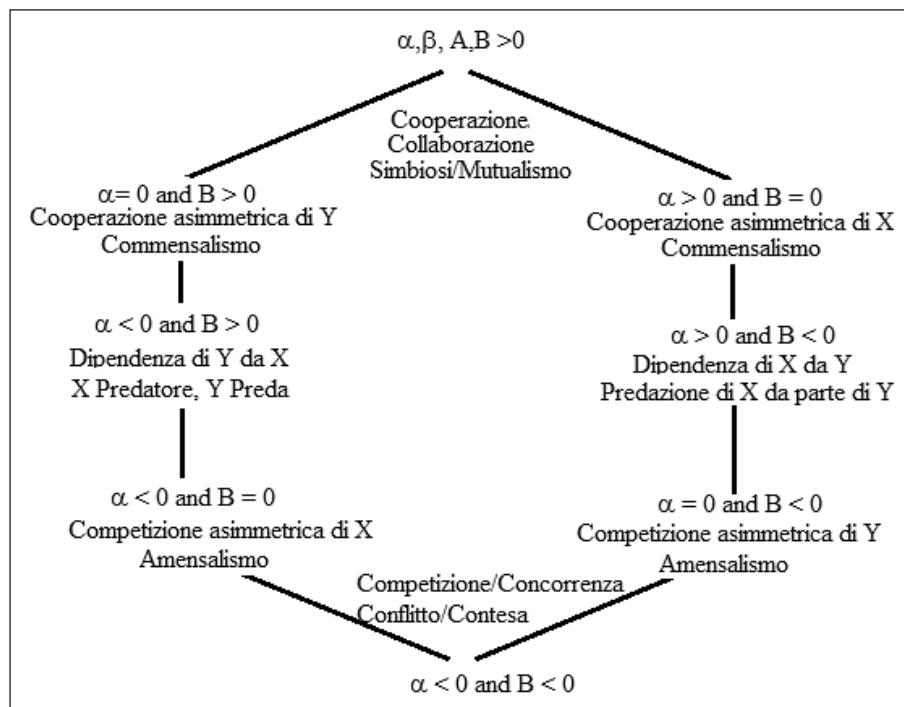 α,β, A,B >0
Cooperazione
Collaborazione
Simbiosi/Mutualismo
α= 0 and B > 0
Cooperazione asimmetrica di Y
Commensalismo
α > 0 and B = 0
Cooperazione asimmetrica di X
Commensalismo
α < 0 and B > 0
Dipendenza di Y da X
X Predatore, Y Preda
α > 0 and B < 0
Dipendenza di X da Y
Predazione di X da parte di Y
α < 0 and B = 0
Competizione asimmetrica di X
Amensalismo
α = 0 and B < 0
Competizione asimmetrica di Y
Amensalismo
Competizione/Concorrenza
Conflitto/Contesa
α < 0 and B < 0